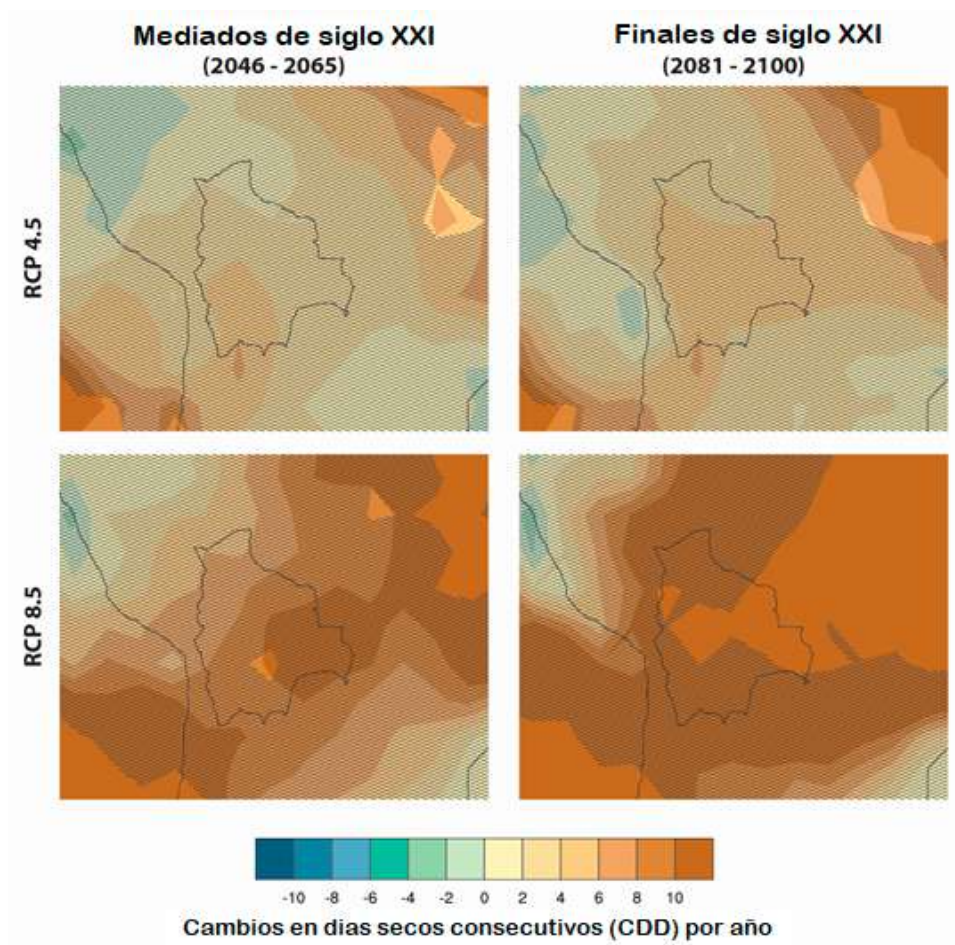 Mediados de siglo XXI
(2046 - 2065)
Finales de siglo XXI
(2081 - 2100)
RCP 4.5
RCP 8.5
-10 -8 -6 -4 -2 0 2 4 6 8 10
Cambios en dias secos consecutivos (CDD) por año